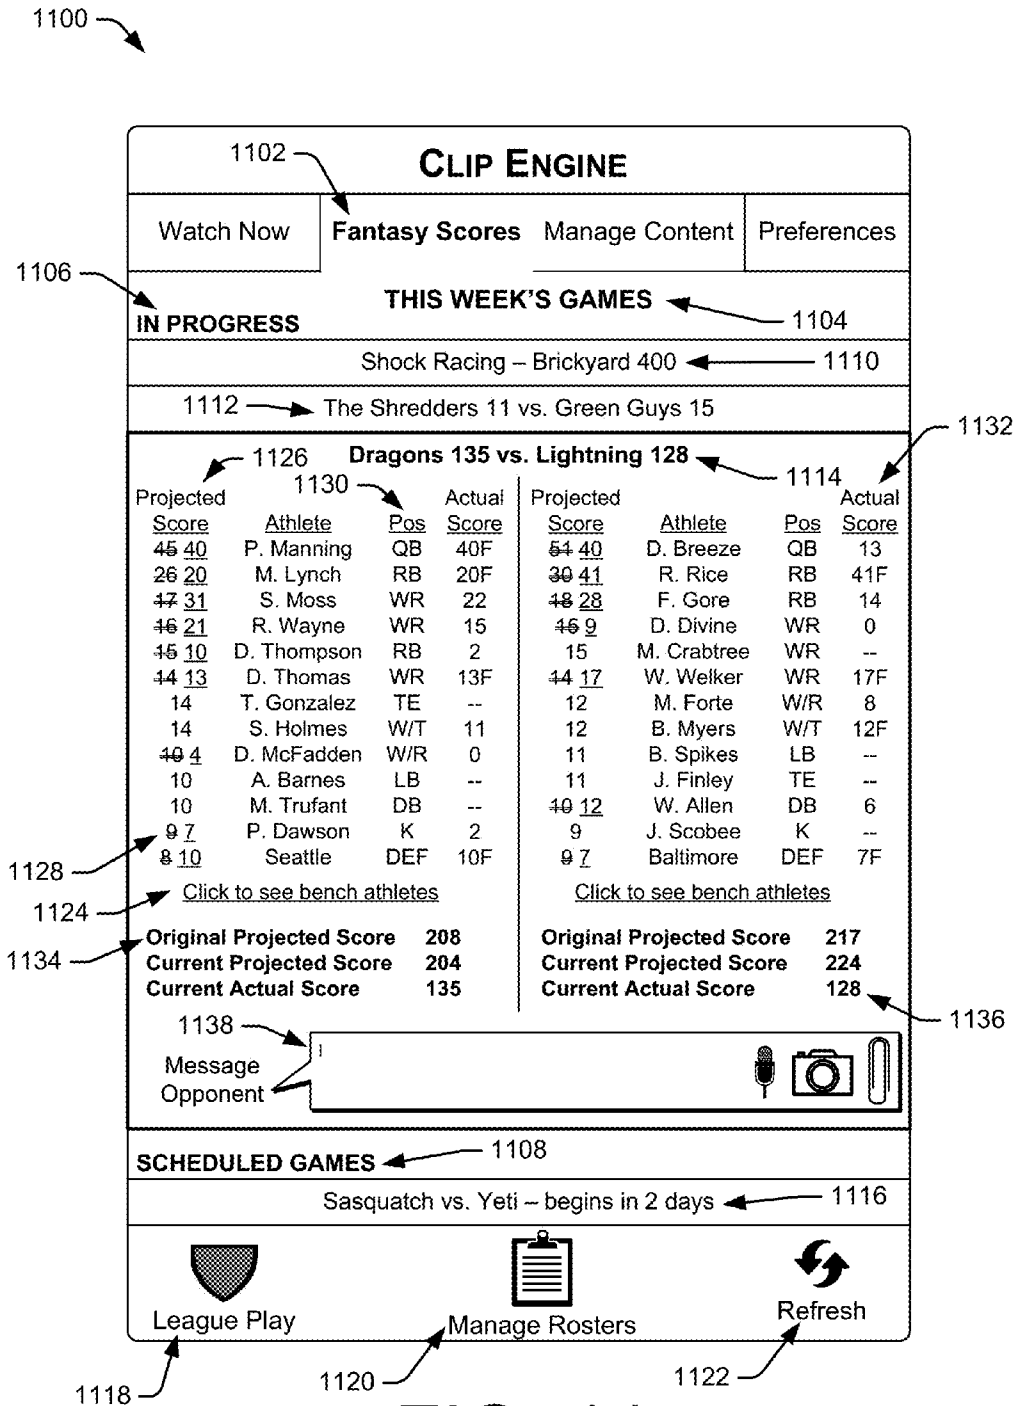 1100
CLIP ENGINE
1102
Watch Now Fantasy Scores Manage Content Preferences
1106
THIS WEEK'S GAMES
1104
IN PROGRESS
Shock Racing – Brickyard 400 1110
1112 The Shredders 11 vs. Green Guys 15
1132
Dragons 135 vs. Lightning 128
1126 1130 1114
Projected Actual Projected Actual
Score Athlete Pos Score Score Athlete Pos Score
45 40 P. Manning QB 40F 51 40 D. Breeze QB 13
26 20 M. Lynch RB 20F 30 41 R. Rice RB 41F
17 31 S. Moss WR 22 18 28 F. Gore RB 14
16 21 R. Wayne WR 15 16 9 D. Divine WR 0
15 10 D. Thompson RB 2 15 M. Crabtree WR --
14 13 D. Thomas WR 13F 14 17 W. Welker WR 17F
14 T. Gonzalez TE -- 12 M. Forte W/R 8
14 S. Holmes W/T 11 12 B. Myers W/T 12F
10 4 D. McFadden W/R 0 11 B. Spikes LB --
10 A. Barnes LB -- 11 J. Finley TE --
10 M. Trufant DB -- 10 12 W. Allen DB 6
9 7 P. Dawson K 2 9 J. Scobee K --
8 10 Seattle DEF 10F 9 7 Baltimore DEF 7F
1128
1124 Click to see bench athletes Click to see bench athletes
1134
Original Projected Score 208 Original Projected Score 217
Current Projected Score 204 Current Projected Score 224
Current Actual Score 135 Current Actual Score 128
1136
1138
Message
Opponent
SCHEDULED GAMES 1108
Sasquatch vs. Yeti – begins in 2 days 1116
League Play Manage Rosters Refresh
1118 1120 1122